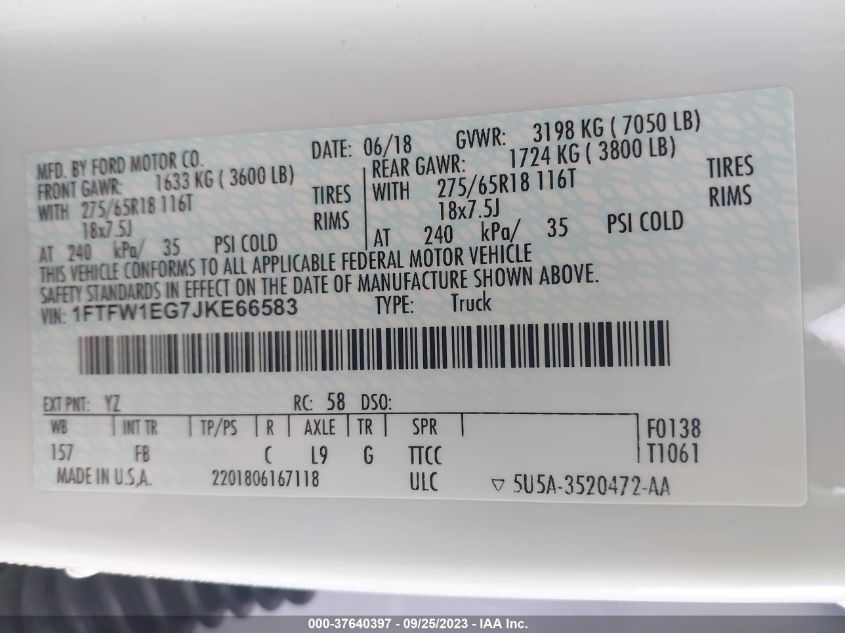 MFD. BY FORD MOTOR CO.
DATE: 06/18 GVWR: 3198 KG ( 7050 LB)
FRONT GAWR: 1633 KG ( 3600 LB)
WITH 275/65R18 116T TIRES
18x7.5J RIMS
AT 240 kPa/ 35 PSI COLD
REAR GAWR: 1724 KG ( 3800 LB)
WITH 275/65R18 116T TIRES
18x7.5J RIMS
AT 240 kPa/ 35 PSI COLD
THIS VEHICLE CONFORMS TO ALL APPLICABLE FEDERAL MOTOR VEHICLE
SAFETY STANDARDS IN EFFECT ON THE DATE OF MANUFACTURE SHOWN ABOVE.
VIN: 1FTFW1EG7JKE66583 TYPE: Truck
EXT PNT: YZ RC: 58 DSO:
WB INT TR TP/PS R AXLE TR SPR F0138
157 FB C L9 G TTCC T1061
MADE IN U.S.A. 2201806167118 ULC ▽ 5U5A-3520472-AA
000-37640397 - 09/25/2023 - IAA Inc.